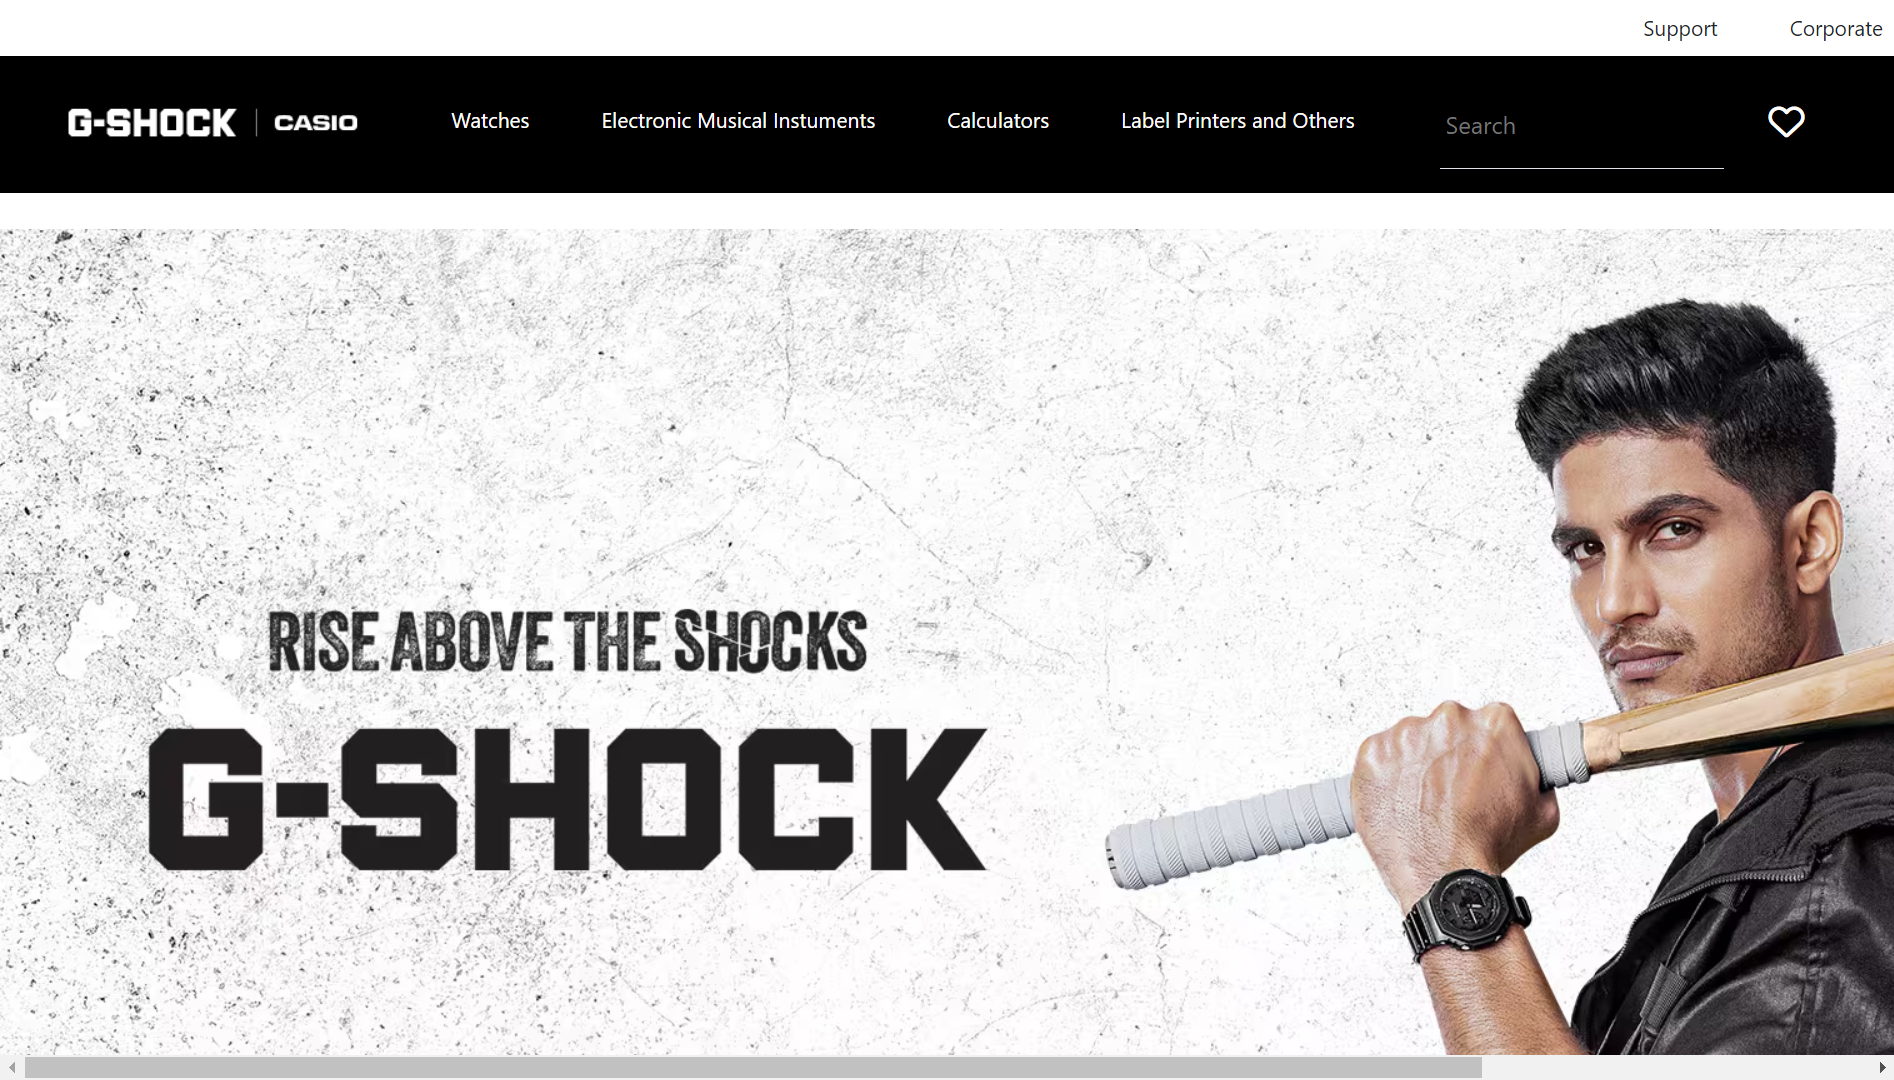 Support Corporate
G-SHOCK | CASIO Watches Electronic Musical Instuments Calculators Label Printers and Others Search
RISE ABOVE THE SHOCKS
G-SHOCK